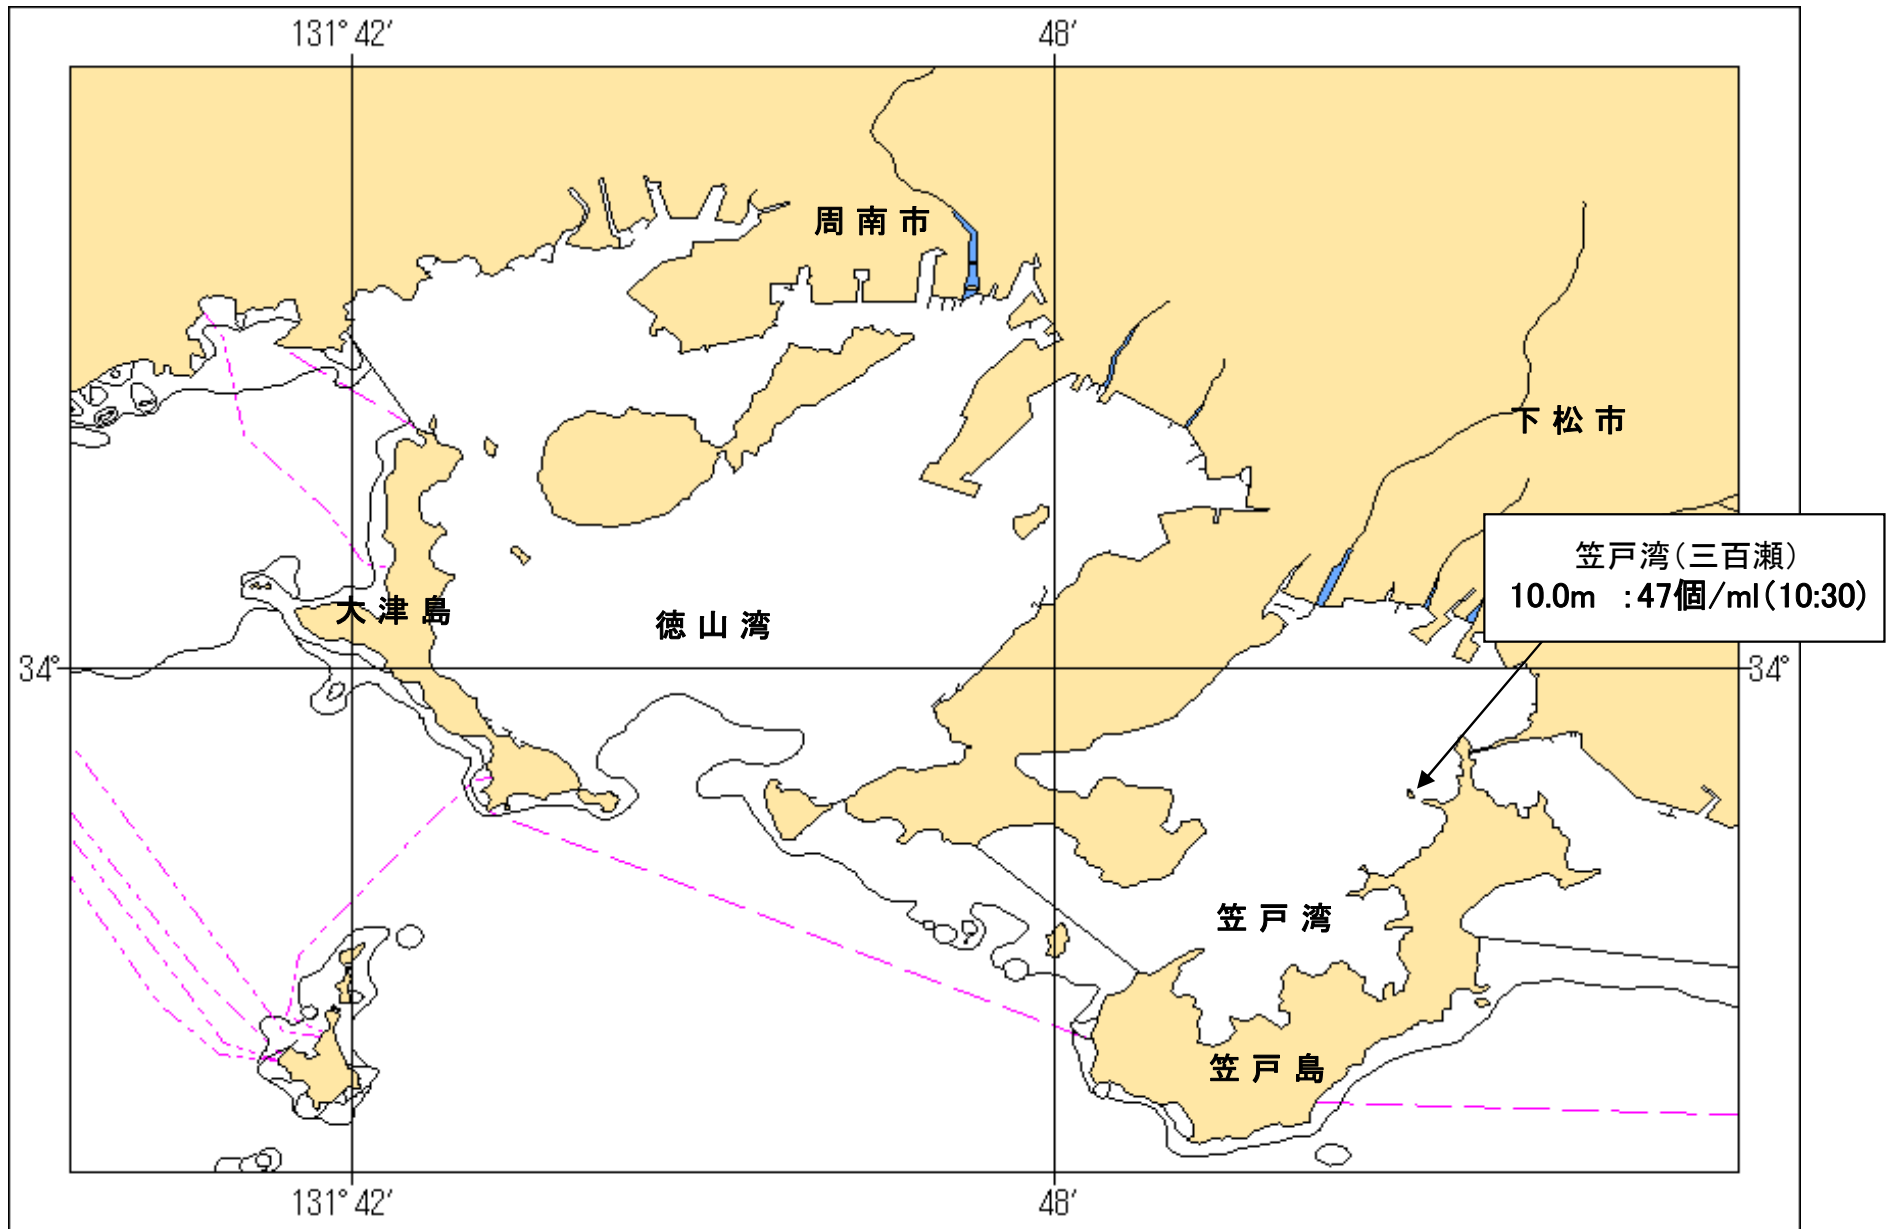 131°42′
48′
周南市
下松市
笠戸湾(三百瀬)
10.0m :47個/ml(10:30)
大津島
徳山湾
34°
34°
笠戸湾
笠戸島
131°42′
48′